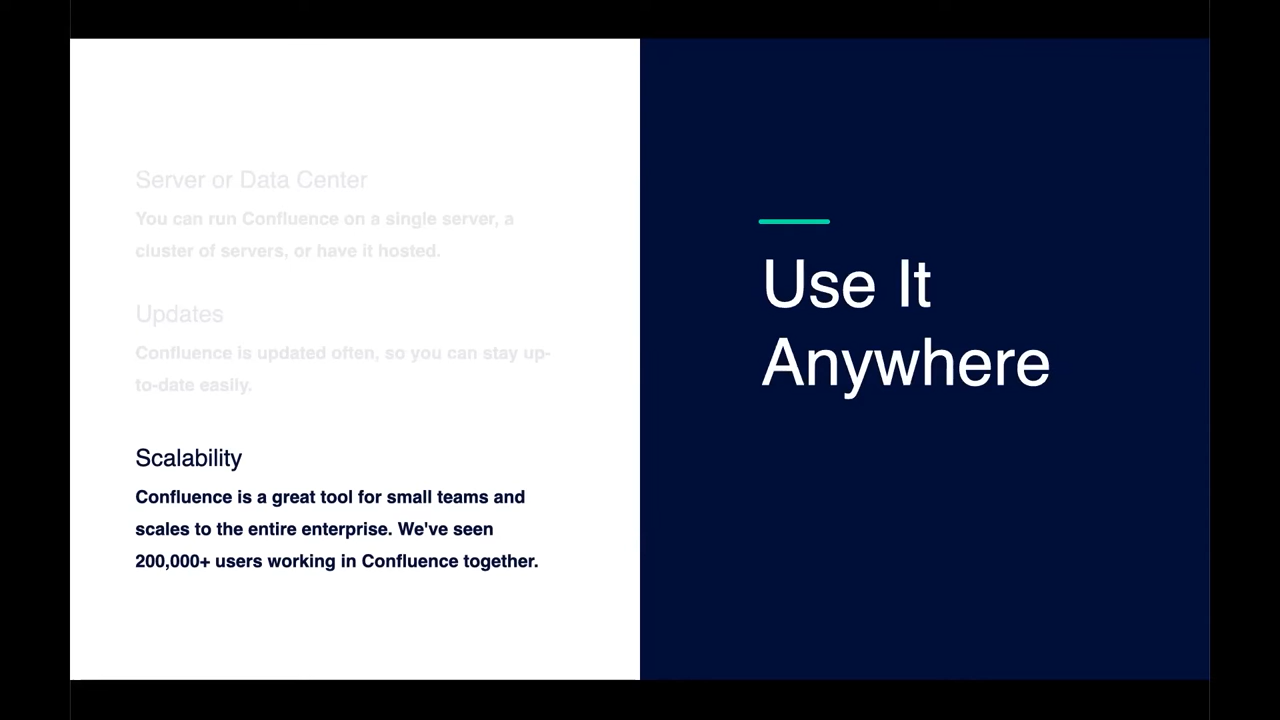 Server or Data Center
You can run Confluence on a single server, a
cluster of servers, or have it hosted.
Updates
Confluence is updated often, so you can stay up-
to-date easily.
Scalability
Confluence is a great tool for small teams and
scales to the entire enterprise. We've seen
200,000+ users working in Confluence together.
Use It
Anywhere